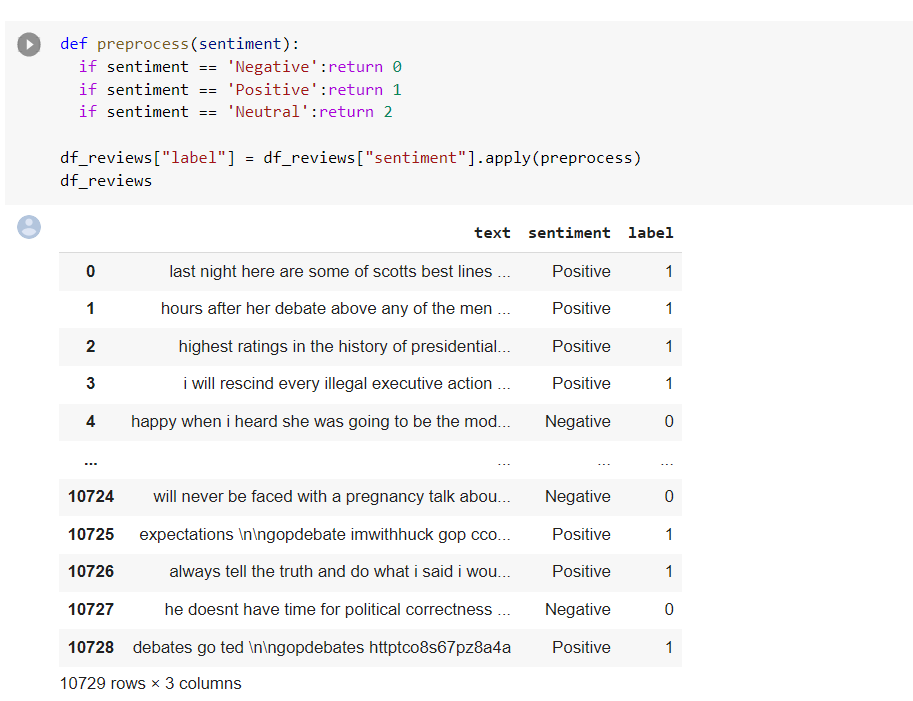 def preprocess(sentiment):
  if sentiment == 'Negative':return 0
  if sentiment == 'Positive':return 1
  if sentiment == 'Neutral':return 2
df_reviews["label"] = df_reviews["sentiment"].apply(preprocess)
df_reviews
text sentiment label
0 last night here are some of scotts best lines ... Positive 1
1 hours after her debate above any of the men ... Positive 1
2 highest ratings in the history of presidential... Positive 1
3 i will rescind every illegal executive action ... Positive 1
4 happy when i heard she was going to be the mod... Negative 0
... ... ... ...
10724 will never be faced with a pregnancy talk abou... Negative 0
10725 expectations \n\ngopdebate imwithhuck gop cco... Positive 1
10726 always tell the truth and do what i said i wou... Positive 1
10727 he doesnt have time for political correctness ... Negative 0
10728 debates go ted \n\ngopdebates httptco8s67pz8a4a Positive 1
10729 rows × 3 columns